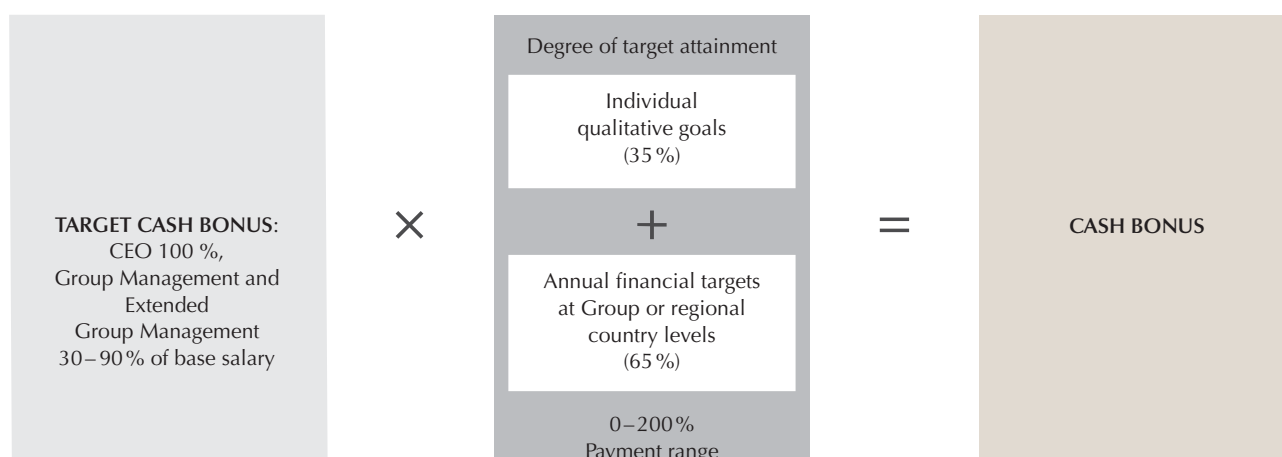 Degree of target attainment
Individual
qualitative goals
(35 %)
TARGET CASH BONUS:
CEO 100 %,
Group Management and
Extended
Group Management
30–90 % of base salary
×
+
=
CASH BONUS
Annual financial targets
at Group or regional
country levels
(65 %)
0–200 %
Payment range